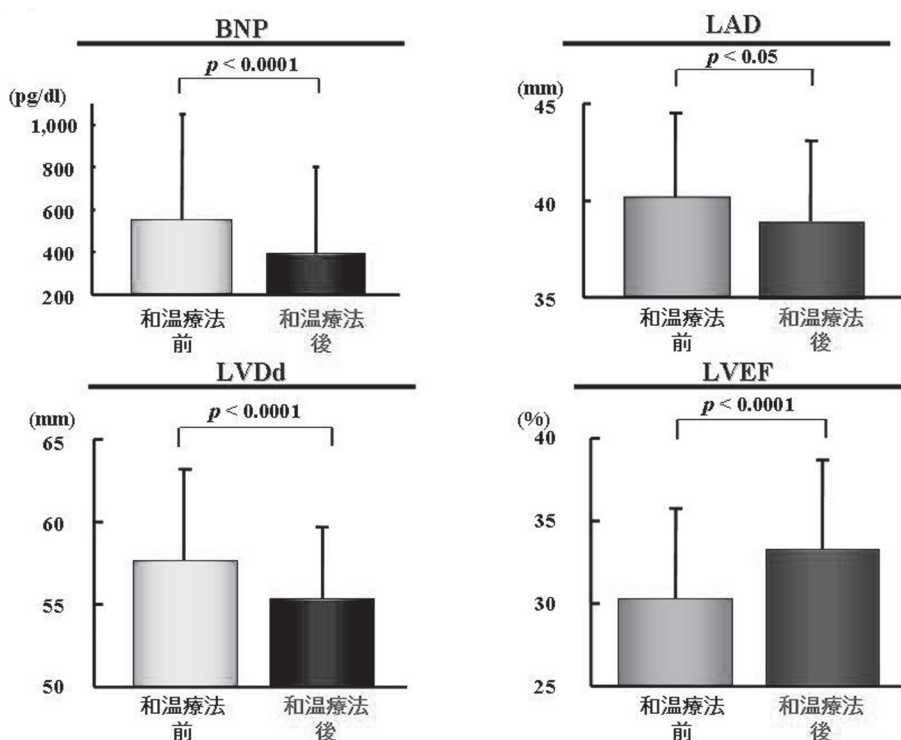 BNP
p < 0.0001
(pg/dl)
1,000
800
600
400
200
和温療法
前
和温療法
後
LAD
p < 0.05
(mm)
45
40
35
和温療法
前
和温療法
後
LVDd
p < 0.0001
(mm)
65
60
55
50
和温療法
前
和温療法
後
LVEF
p < 0.0001
(%)
40
35
30
25
和温療法
前
和温療法
後